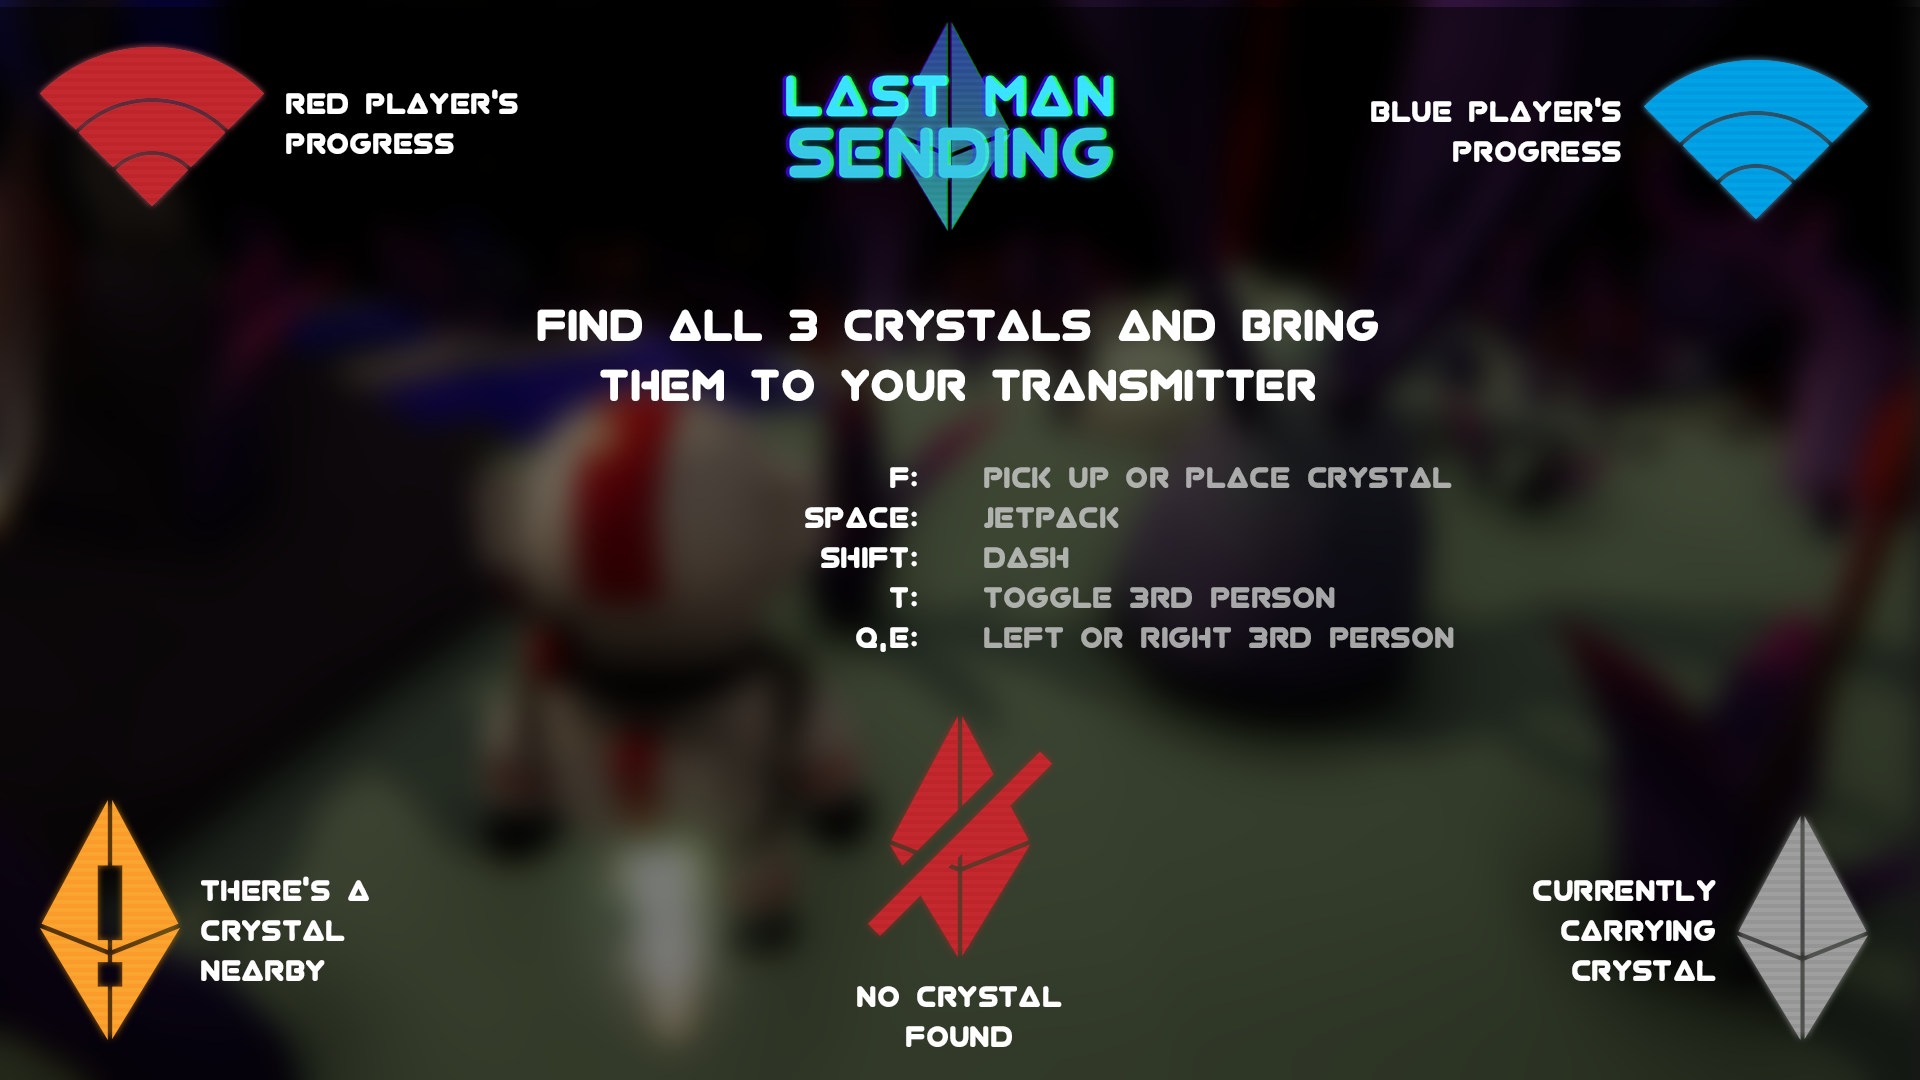 RED PLAYER'S
PROGRESS
LAST MAN
SENDING
BLUE PLAYER'S
PROGRESS
FIND ALL 3 CRYSTALS AND BRING
THEM TO YOUR TRANSMITTER
F: PICK UP OR PLACE CRYSTAL
SPACE: JETPACK
SHIFT: DASH
T: TOGGLE 3RD PERSON
Q,E: LEFT OR RIGHT 3RD PERSON
THERE'S A
CRYSTAL
NEARBY
NO CRYSTAL
FOUND
CURRENTLY
CARRYING
CRYSTAL